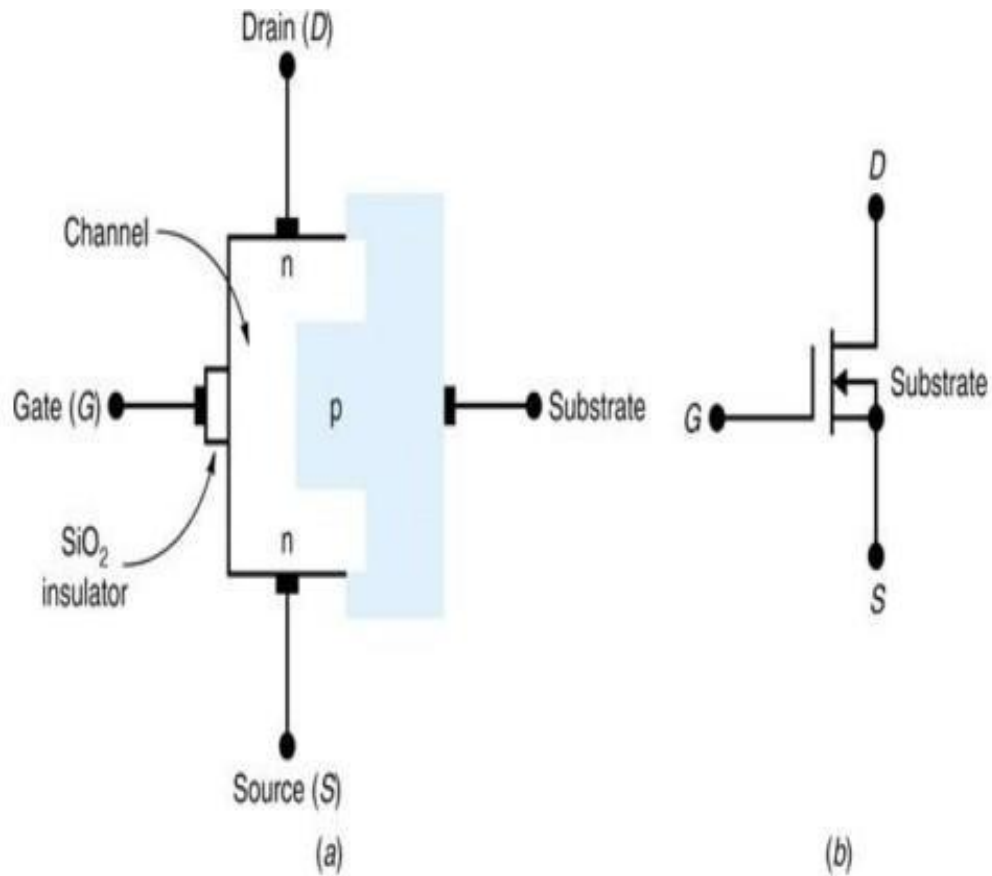 Drain (D)
Channel
n
Gate (G)
p
Substrate
SiO₂
insulator
n
Source (S)
(a)
D
G
Substrate
S
(b)